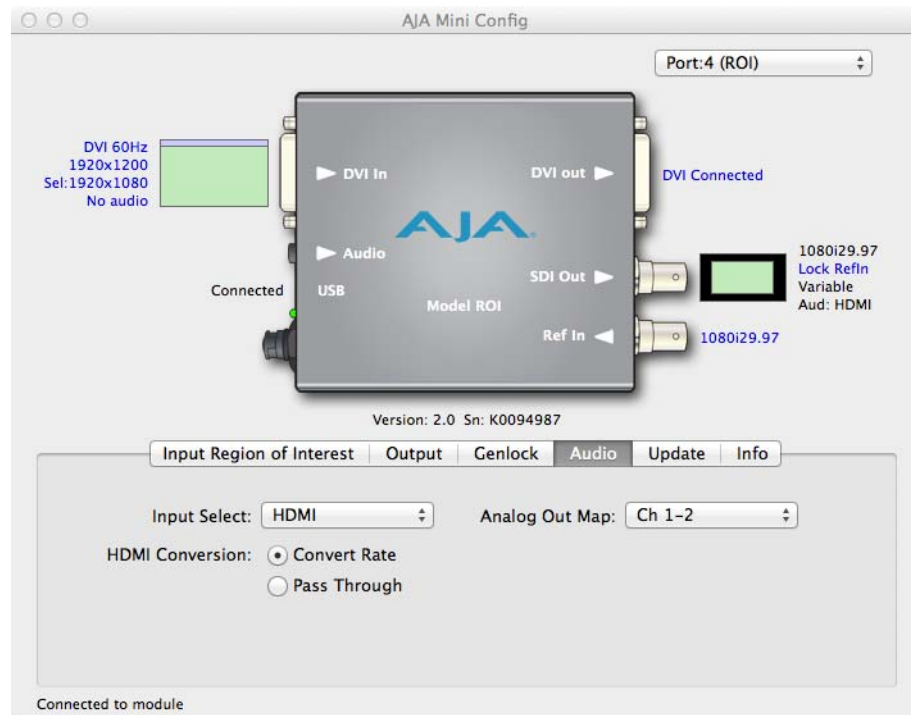 AJA Mini Config
Port:4 (ROI)
DVI 60Hz
1920x1200
Sel:1920x1080
No audio
DVI In
DVI out
DVI Connected
AJA
Audio
1080i29.97
Lock RefIn
Variable
Aud: HDMI
Connected
USB
SDI Out
Model ROI
Ref In
1080i29.97
Version: 2.0 Sn: K0094987
Input Region of Interest
Output
Genlock
Audio
Update
Info
Input Select:
HDMI
Analog Out Map:
Ch 1-2
HDMI Conversion:
Convert Rate
Pass Through
Connected to module